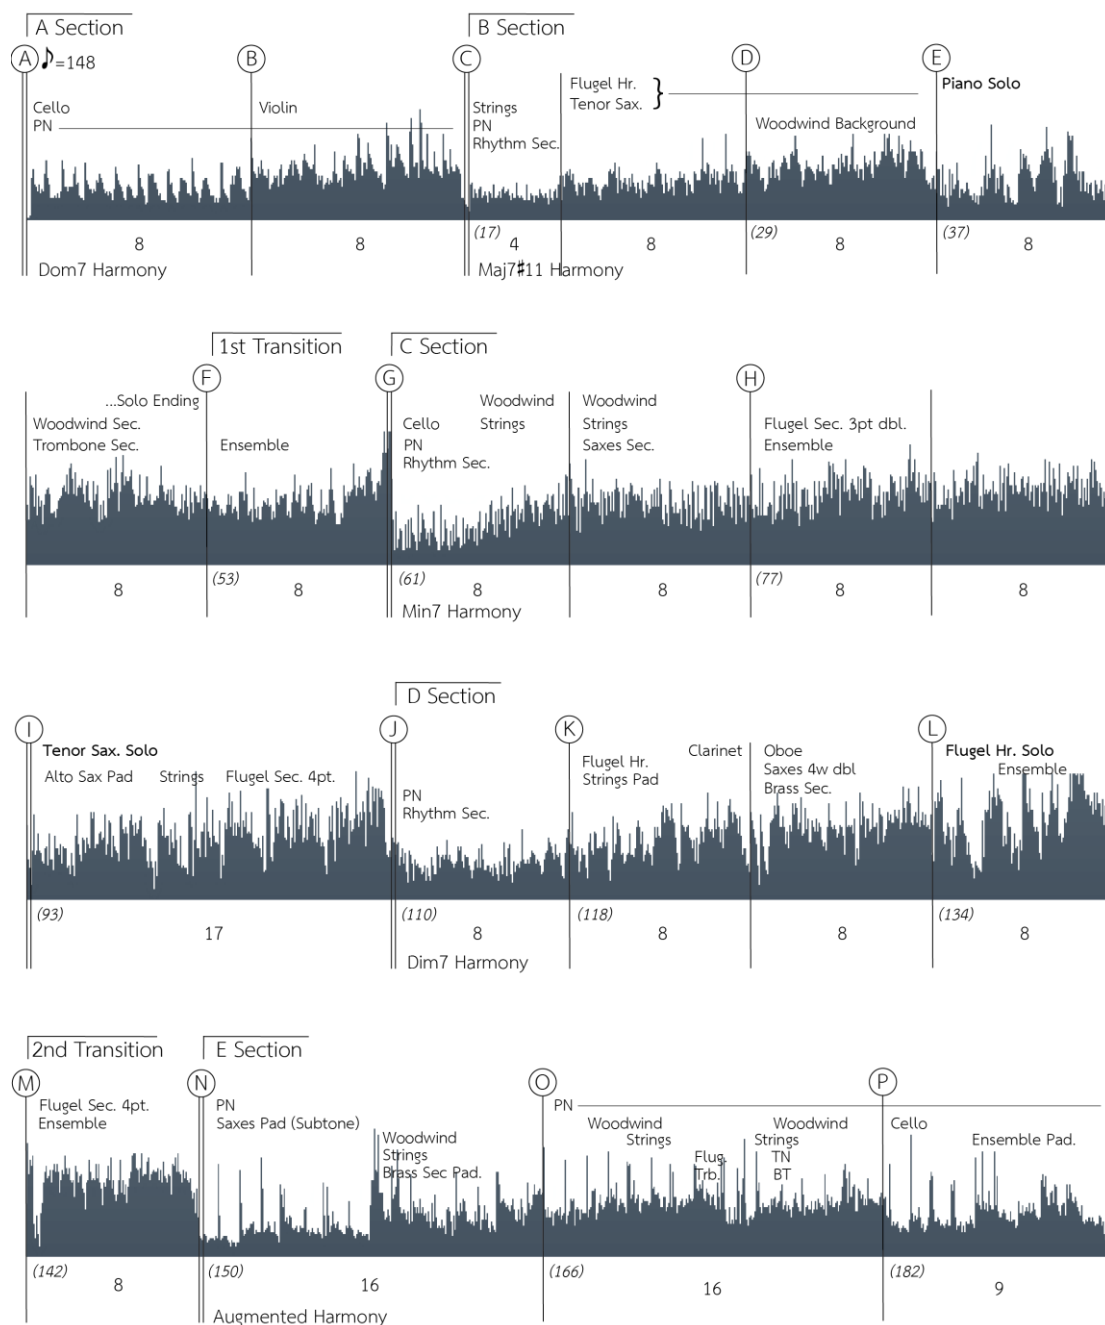 A Section
B Section
A ♪=148
B
C
D
E
Cello
PN
Violin
Strings
PN
Rhythm Sec.
Flugel Hr.
Tenor Sax. }
Woodwind Background
Piano Solo
(17)
(29)
(37)
8
8
4
8
8
8
Dom7 Harmony
Maj7#11 Harmony
1st Transition
C Section
F
G
H
...Solo Ending
Woodwind Sec.
Trombone Sec.
Ensemble
Cello
PN
Rhythm Sec.
Woodwind
Strings
Woodwind
Strings
Saxes Sec.
Flugel Sec. 3pt dbl.
Ensemble
(53)
(61)
(77)
8
8
8
8
8
8
Min7 Harmony
D Section
I
J
K
L
Tenor Sax. Solo
Alto Sax Pad
Strings
Flugel Sec. 4pt.
PN
Rhythm Sec.
Flugel Hr.
Strings Pad
Clarinet
Oboe
Saxes 4w dbl
Brass Sec.
Flugel Hr. Solo
Ensemble
(93)
(110)
(118)
(134)
17
8
8
8
8
Dim7 Harmony
2nd Transition
E Section
M
N
O
P
Flugel Sec. 4pt.
Ensemble
PN
Saxes Pad (Subtone)
Woodwind
Strings
Brass Sec Pad.
PN
Woodwind
Strings
Flug.
Trb.
Woodwind
Strings
TN
BT
Cello
Ensemble Pad.
(142)
(150)
(166)
(182)
8
16
16
9
Augmented Harmony